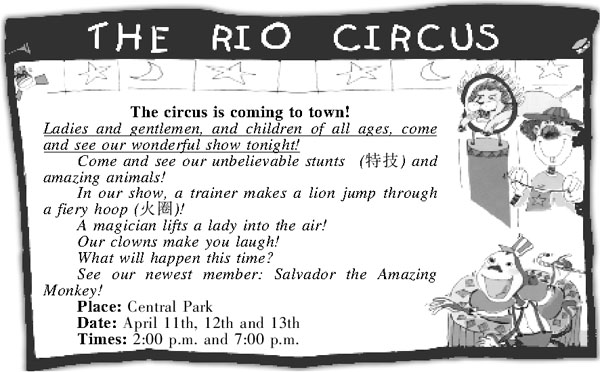 THE RIO CIRCUS
The circus is coming to town!
Ladies and gentlemen, and children of all ages, come
and see our wonderful show tonight!
Come and see our unbelievable stunts (特技) and
amazing animals!
In our show, a trainer makes a lion jump through
a fiery hoop (火圈)!
A magician lifts a lady into the air!
Our clowns make you laugh!
What will happen this time?
See our newest member: Salvador the Amazing
Monkey!
Place: Central Park
Date: April 11th, 12th and 13th
Times: 2:00 p.m. and 7:00 p.m.